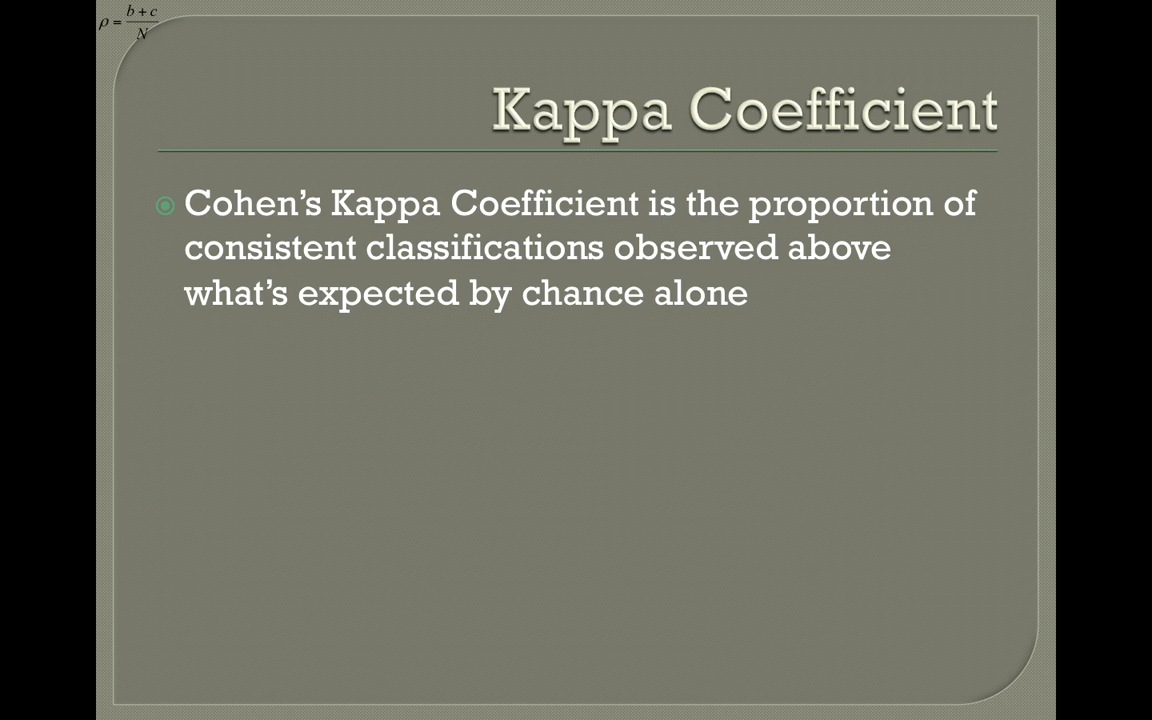 ρ = (b + c)/N
Kappa Coefficient
Cohen’s Kappa Coefficient is the proportion of
consistent classifications observed above
what’s expected by chance alone